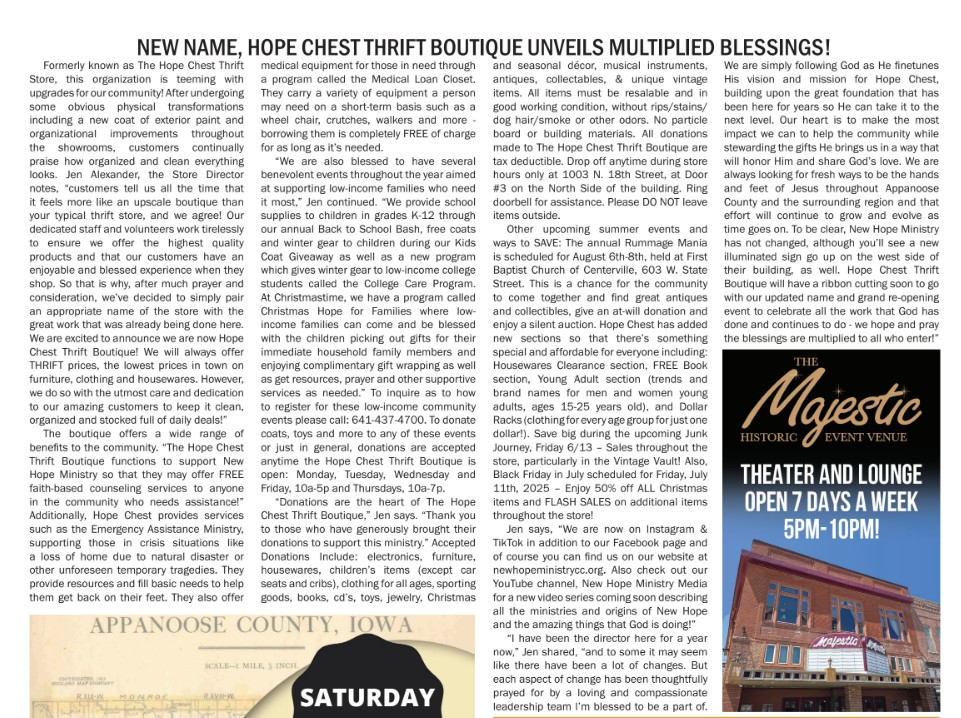 NEW NAME, HOPE CHEST THRIFT BOUTIQUE UNVEILS MULTIPLIED BLESSINGS!
Formerly known as The Hope Chest Thrift
Store, this organization is teeming with
upgrades for our community! After undergoing
some obvious physical transformations
including a new coat of exterior paint and
organizational improvements throughout
the showrooms, customers continually
praise how organized and clean everything
looks. Jen Alexander, the Store Director
notes, “customers tell us all the time that
it feels more like an upscale boutique than
your typical thrift store, and we agree! Our
dedicated staff and volunteers work tirelessly
to ensure we offer the highest quality
products and that our customers have an
enjoyable and blessed experience when they
shop. So that is why, after much prayer and
consideration, we’ve decided to simply pair
an appropriate name of the store with the
great work that was already being done here.
We are excited to announce we are now Hope
Chest Thrift Boutique! We will always offer
THRIFT prices, the lowest prices in town on
furniture, clothing and housewares. However,
we do so with the utmost care and dedication
to our amazing customers to keep it clean,
organized and stocked full of daily deals!”
The boutique offers a wide range of
benefits to the community. “The Hope Chest
Thrift Boutique functions to support New
Hope Ministry so that they may offer FREE
faith-based counseling services to anyone
in the community who needs assistance!”
Additionally, Hope Chest provides services
such as the Emergency Assistance Ministry,
supporting those in crisis situations like
a loss of home due to natural disaster or
other unforeseen temporary tragedies. They
provide resources and fill basic needs to help
them get back on their feet. They also offer
medical equipment for those in need through
a program called the Medical Loan Closet.
They carry a variety of equipment a person
may need on a short-term basis such as a
wheel chair, crutches, walkers and more -
borrowing them is completely FREE of charge
for as long as it’s needed.
“We are also blessed to have several
benevolent events throughout the year aimed
at supporting low-income families who need
it most,” Jen continued. “We provide school
supplies to children in grades K-12 through
our annual Back to School Bash, free coats
and winter gear to children during our Kids
Coat Giveaway as well as a new program
which gives winter gear to low-income college
students called the College Care Program.
At Christmastime, we have a program called
Christmas Hope for Families where low-
income families can come and be blessed
with the children picking out gifts for their
immediate household family members and
enjoying complimentary gift wrapping as well
as get resources, prayer and other supportive
services as needed.” To inquire as to how
to register for these low-income community
events please call: 641-437-4700. To donate
coats, toys and more to any of these events
or just in general, donations are accepted
anytime the Hope Chest Thrift Boutique is
open: Monday, Tuesday, Wednesday and
Friday, 10a-5p and Thursdays, 10a-7p.
“Donations are the heart of The Hope
Chest Thrift Boutique,” Jen says. “Thank you
to those who have generously brought their
donations to support this ministry.” Accepted
Donations Include: electronics, furniture,
housewares, children’s items (except car
seats and cribs), clothing for all ages, sporting
goods, books, cd’s, toys, jewelry, Christmas
and seasonal décor, musical instruments,
antiques, collectables, & unique vintage
items. All items must be resalable and in
good working condition, without rips/stains/
dog hair/smoke or other odors. No particle
board or building materials. All donations
made to The Hope Chest Thrift Boutique are
tax deductible. Drop off anytime during store
hours only at 1003 N. 18th Street, at Door
#3 on the North Side of the building. Ring
doorbell for assistance. Please DO NOT leave
items outside.
Other upcoming summer events and
ways to SAVE: The annual Rummage Mania
is scheduled for August 6th-8th, held at First
Baptist Church of Centerville, 603 W. State
Street. This is a chance for the community
to come together and find great antiques
and collectibles, give an at-will donation and
enjoy a silent auction. Hope Chest has added
new sections so that there’s something
special and affordable for everyone including:
Housewares Clearance section, FREE Book
section, Young Adult section (trends and
brand names for men and women young
adults, ages 15-25 years old), and Dollar
Racks (clothing for every age group for just one
dollar!). Save big during the upcoming Junk
Journey, Friday 6/13 – Sales throughout the
store, particularly in the Vintage Vault! Also,
Black Friday in July scheduled for Friday, July
11th, 2025 – Enjoy 50% off ALL Christmas
items and FLASH SALES on additional items
throughout the store!
Jen says, “We are now on Instagram &
TikTok in addition to our Facebook page and
of course you can find us on our website at
newhopeministrycc.org. Also check out our
YouTube channel, New Hope Ministry Media
for a new video series coming soon describing
all the ministries and origins of New Hope
and the amazing things that God is doing!”
“I have been the director here for a year
now,” Jen shared, “and to some it may seem
like there have been a lot of changes. But
each aspect of change has been thoughtfully
prayed for by a loving and compassionate
leadership team I’m blessed to be a part of.
We are simply following God as He finetunes
His vision and mission for Hope Chest,
building upon the great foundation that has
been here for years so He can take it to the
next level. Our heart is to make the most
impact we can to help the community while
stewarding the gifts He brings us in a way that
will honor Him and share God’s love. We are
always looking for fresh ways to be the hands
and feet of Jesus throughout Appanoose
County and the surrounding region and that
effort will continue to grow and evolve as
time goes on. To be clear, New Hope Ministry
has not changed, although you’ll see a new
illuminated sign go up on the west side of
their building, as well. Hope Chest Thrift
Boutique will have a ribbon cutting soon to go
with our updated name and grand re-opening
event to celebrate all the work that God has
done and continues to do - we hope and pray
the blessings are multiplied to all who enter!”
THE
Majestic
HISTORIC EVENT VENUE
THEATER AND LOUNGE
OPEN 7 DAYS A WEEK
5PM-10PM!
Majestic
APPANOOSE COUNTY, IOWA
SCALE—1 MILE, ⅝ INCH.
MONROE
SATURDAY